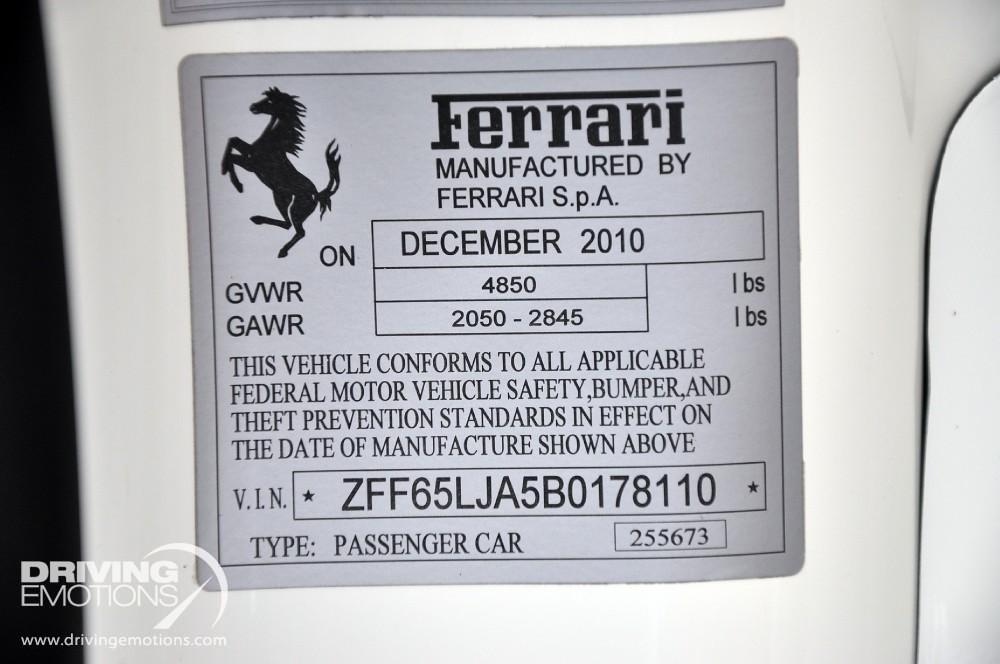 Ferrari
MANUFACTURED BY
FERRARI S.p.A.
ON DECEMBER 2010
GVWR 4850 lbs
GAWR 2050 - 2845 lbs
THIS VEHICLE CONFORMS TO ALL APPLICABLE
FEDERAL MOTOR VEHICLE SAFETY,BUMPER,AND
THEFT PREVENTION STANDARDS IN EFFECT ON
THE DATE OF MANUFACTURE SHOWN ABOVE
V.I.N. * ZFF65LJA5B0178110 *
TYPE: PASSENGER CAR 255673
DRIVING
EMOTIONS
www.drivingemotions.com